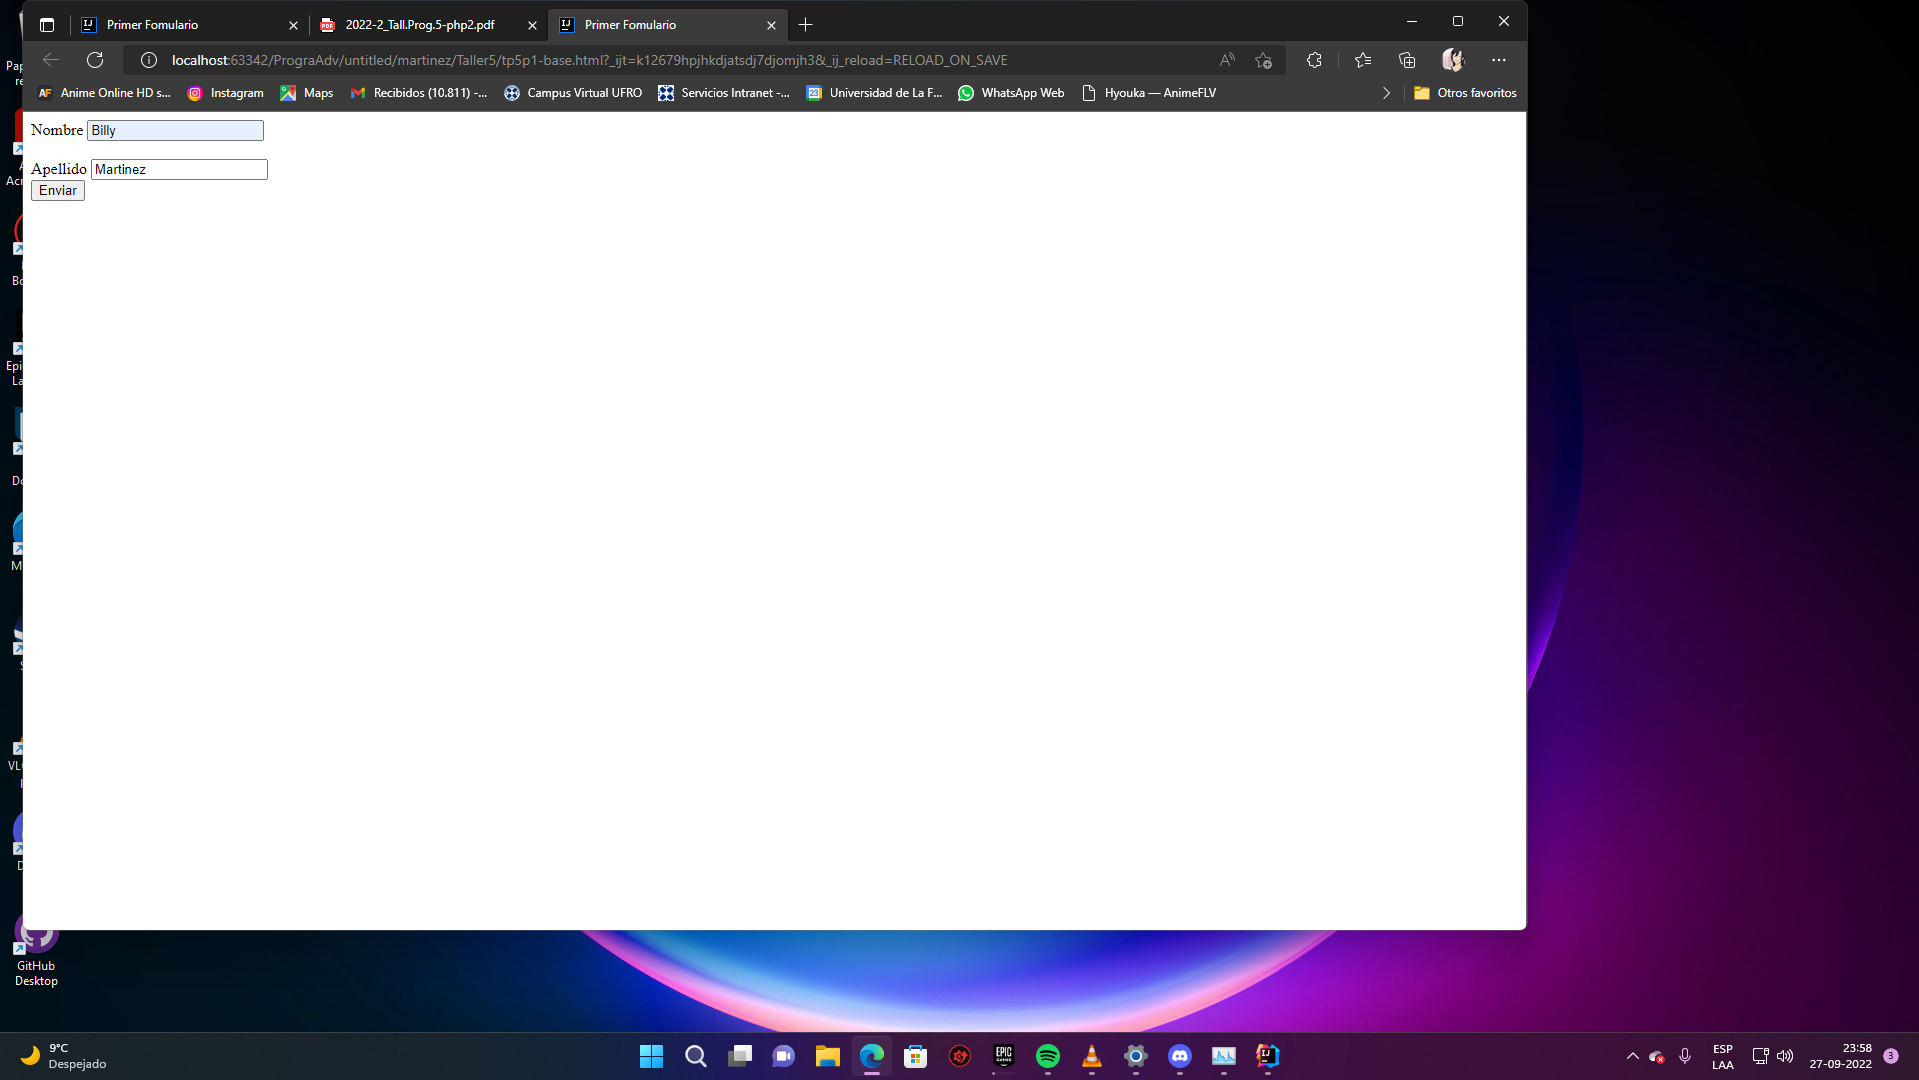 Primer Fomulario
2022-2_Tall.Prog.5-php2.pdf
Primer Fomulario
localhost:63342/PrograAdv/untitled/martinez/Taller5/tp5p1-base.html?_ijt=k12679hpjhkdjatsdj7djomjh3&_ij_reload=RELOAD_ON_SAVE
Anime Online HD s...
Instagram
Maps
Recibidos (10.811) -...
Campus Virtual UFRO
Servicios Intranet -...
Universidad de La F...
WhatsApp Web
Hyouka — AnimeFLV
Otros favoritos
Nombre Billy
Apellido Martinez
Enviar
GitHub
Desktop
9°C
Despejado
ESP
LAA
23:58
27-09-2022
3